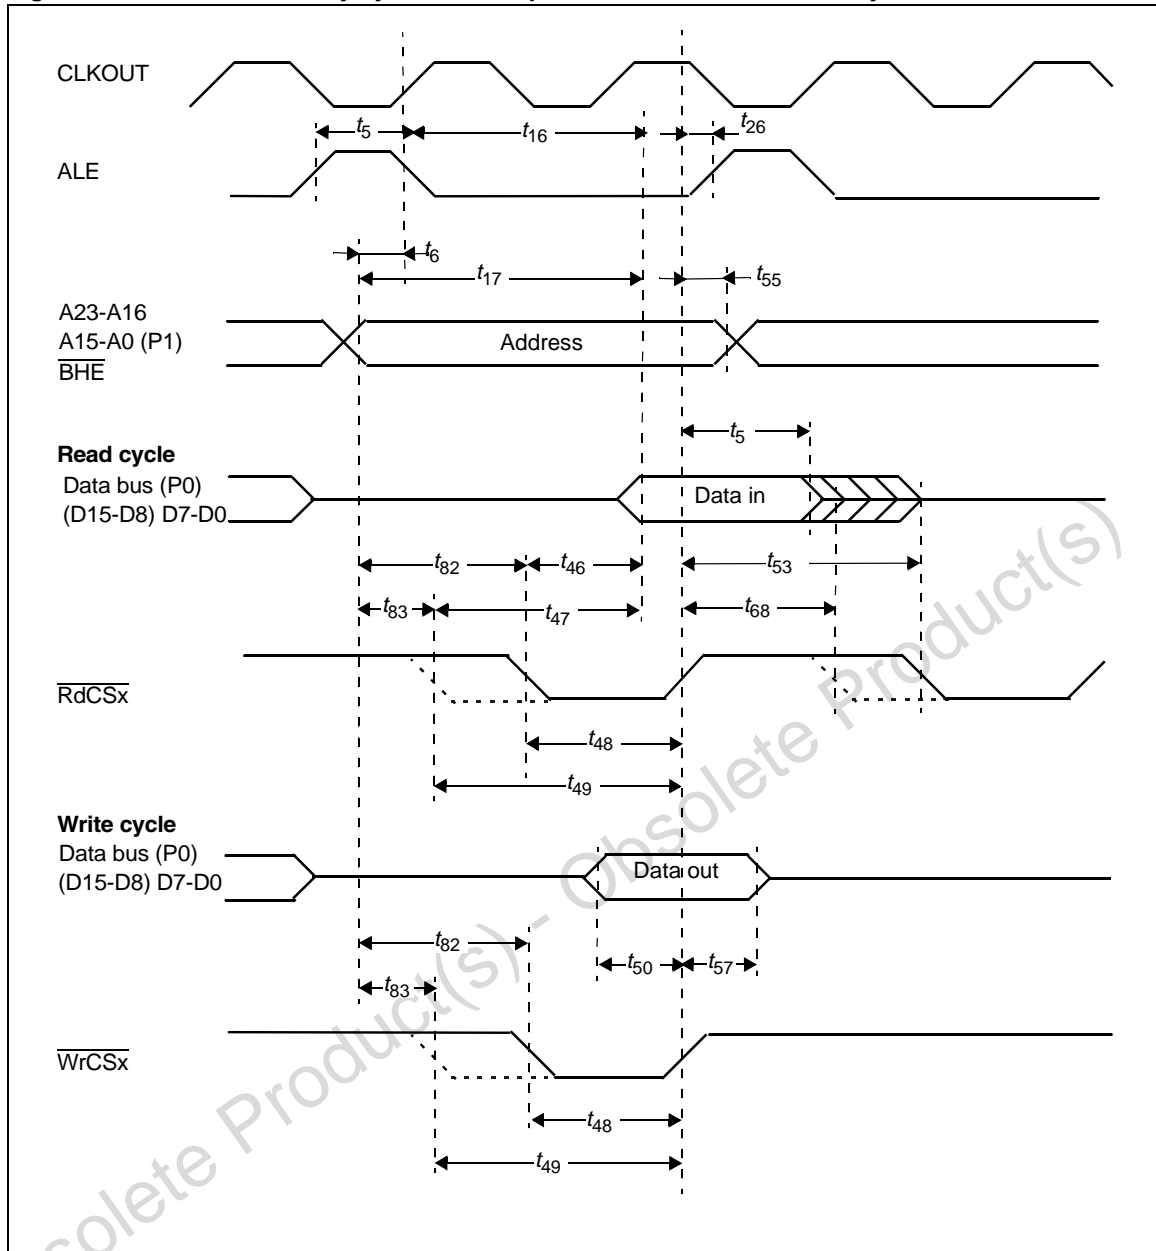 CLKOUT
t5
t16
t26
ALE
t6
t17
t55
A23-A16
A15-A0 (P1)
Address
BHE
t5
Read cycle
Data bus (P0)
Data in
(D15-D8) D7-D0
t82
t46
t53
t83
t47
t68
RdCSx
t48
t49
Write cycle
Data bus (P0)
Data out
(D15-D8) D7-D0
t82
t50
t57
t83
WrCSx
t48
t49
solete Product(s) - Obsolete Product(s)